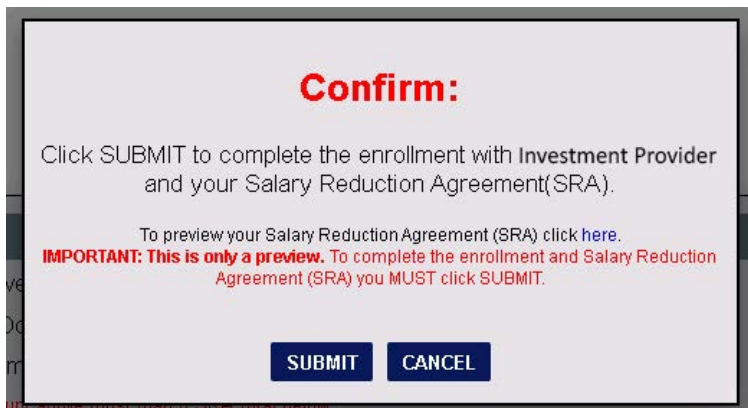 Confirm:
Click SUBMIT to complete the enrollment with Investment Provider
and your Salary Reduction Agreement(SRA).
To preview your Salary Reduction Agreement (SRA) click here.
IMPORTANT: This is only a preview. To complete the enrollment and Salary Reduction
Agreement (SRA) you MUST click SUBMIT.
SUBMIT CANCEL